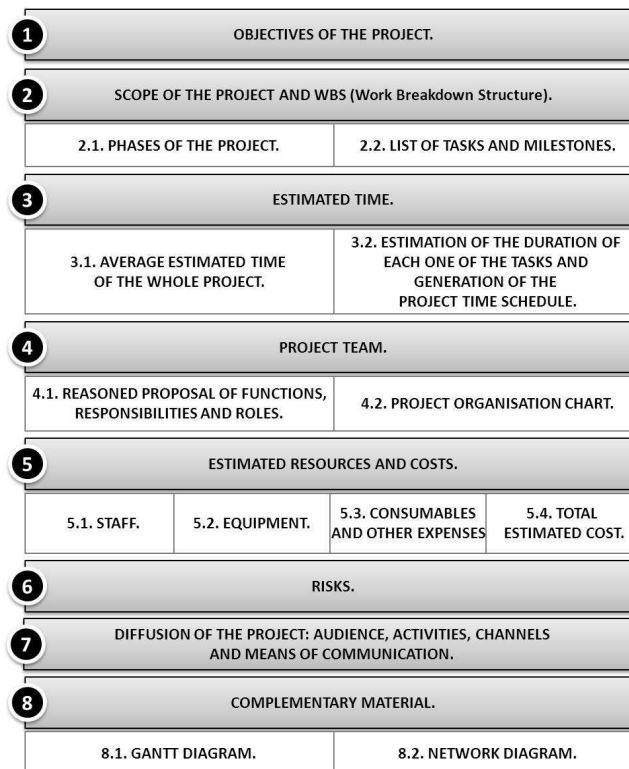 1
OBJECTIVES OF THE PROJECT.
2
SCOPE OF THE PROJECT AND WBS (Work Breakdown Structure).
2.1. PHASES OF THE PROJECT.
2.2. LIST OF TASKS AND MILESTONES.
3
ESTIMATED TIME.
3.1. AVERAGE ESTIMATED TIME
OF THE WHOLE PROJECT.
3.2. ESTIMATION OF THE DURATION OF
EACH ONE OF THE TASKS AND
GENERATION OF THE
PROJECT TIME SCHEDULE.
4
PROJECT TEAM.
4.1. REASONED PROPOSAL OF FUNCTIONS,
RESPONSIBILITIES AND ROLES.
4.2. PROJECT ORGANISATION CHART.
5
ESTIMATED RESOURCES AND COSTS.
5.1. STAFF.
5.2. EQUIPMENT.
5.3. CONSUMABLES
AND OTHER EXPENSES
5.4. TOTAL
ESTIMATED COST.
6
RISKS.
7
DIFFUSION OF THE PROJECT: AUDIENCE, ACTIVITIES, CHANNELS
AND MEANS OF COMMUNICATION.
8
COMPLEMENTARY MATERIAL.
8.1. GANTT DIAGRAM.
8.2. NETWORK DIAGRAM.